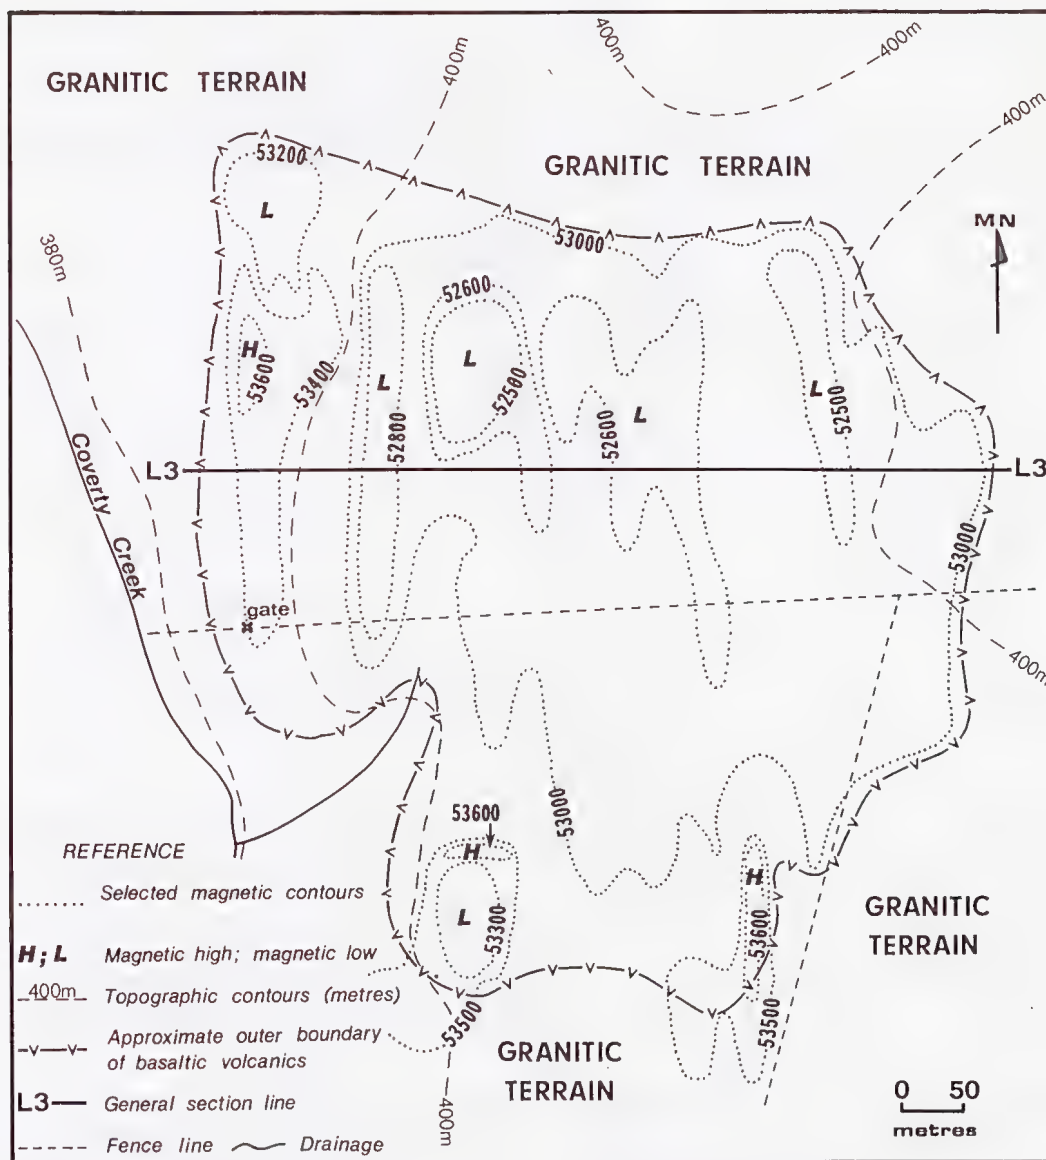 400m
400m
400m
GRANITIC TERRAIN
400m
53200
GRANITIC TERRAIN
L
MN
53000
380m
52600
H
53600
53400
L
L
52500
L
L
52800
52600
52500
L3
L3
Coverty Creek
53000
gate
400m
53000
53600
H
H
REFERENCE
Selected magnetic contours
L
53300
53600
GRANITIC
TERRAIN
H; L Magnetic high; magnetic low
400m Topographic contours (metres)
53500
53500
Approximate outer boundary
of basaltic volcanics
GRANITIC
TERRAIN
L3 General section line
0 50
metres
Fence line Drainage
400m